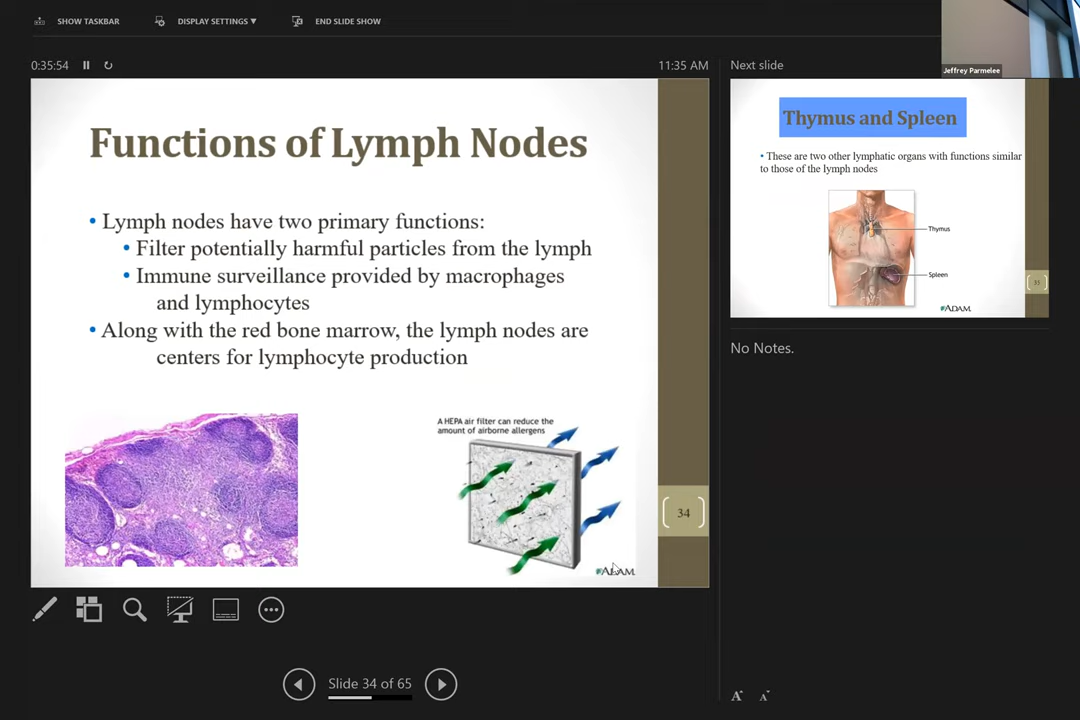 SHOW TASKBAR
DISPLAY SETTINGS ▼
END SLIDE SHOW
0:35:54
11:35 AM
Next slide
Jeffrey Parmelee
Functions of Lymph Nodes
• Lymph nodes have two primary functions:
• Filter potentially harmful particles from the lymph
• Immune surveillance provided by macrophages
and lymphocytes
• Along with the red bone marrow, the lymph nodes are
centers for lymphocyte production
A HEPA air filter can reduce the
amount of airborne allergens
ADAM.
34
Thymus and Spleen
• These are two other lymphatic organs with functions similar
to those of the lymph nodes
Thymus
Spleen
ADAM.
35
No Notes.
Slide 34 of 65
A
A